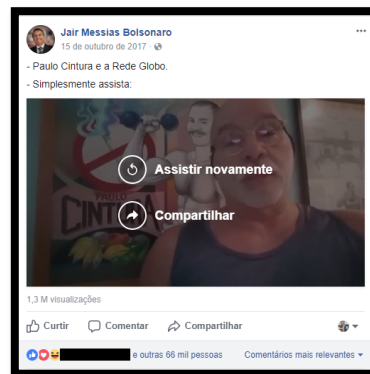 Jair Messias Bolsonaro
15 de outubro de 2017 ·
- Paulo Cintura e a Rede Globo.
- Simplesmente assista:
Assistir novamente
PAULO
CINTURA
Compartilhar
1,3 M visualizações
Curtir Comentar Compartilhar
e outras 66 mil pessoas Comentários mais relevantes